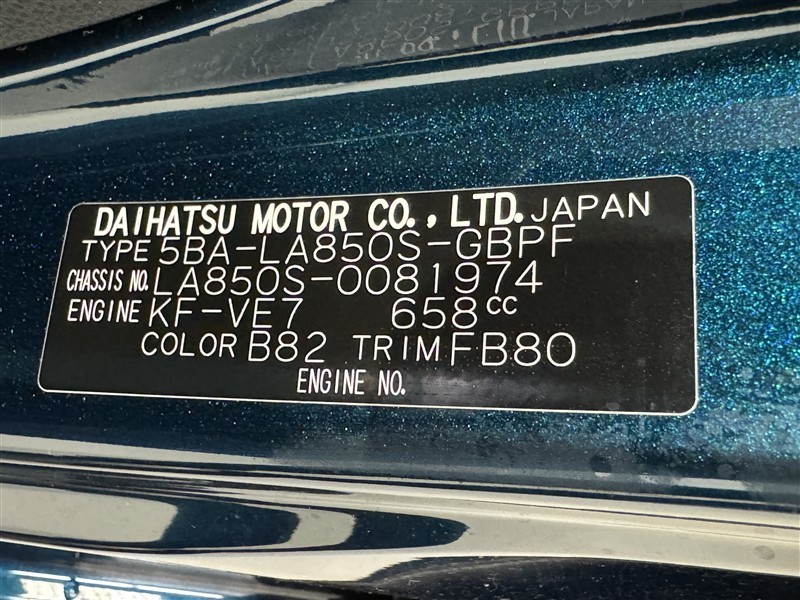 DAIHATSU MOTOR CO., LTD. JAPAN
TYPE 5BA-LA850S-GBPF
CHASSIS NO. LA850S-0081974
ENGINE KF-VE7 658cc
COLOR B82 TRIM FB80
ENGINE NO.